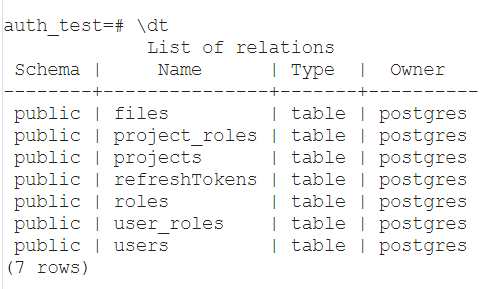 auth_test=# \dt
             List of relations
 Schema |     Name      | Type  |  Owner
--------+---------------+-------+----------
 public | files         | table | postgres
 public | project_roles | table | postgres
 public | projects      | table | postgres
 public | refreshTokens | table | postgres
 public | roles         | table | postgres
 public | user_roles    | table | postgres
 public | users         | table | postgres
(7 rows)